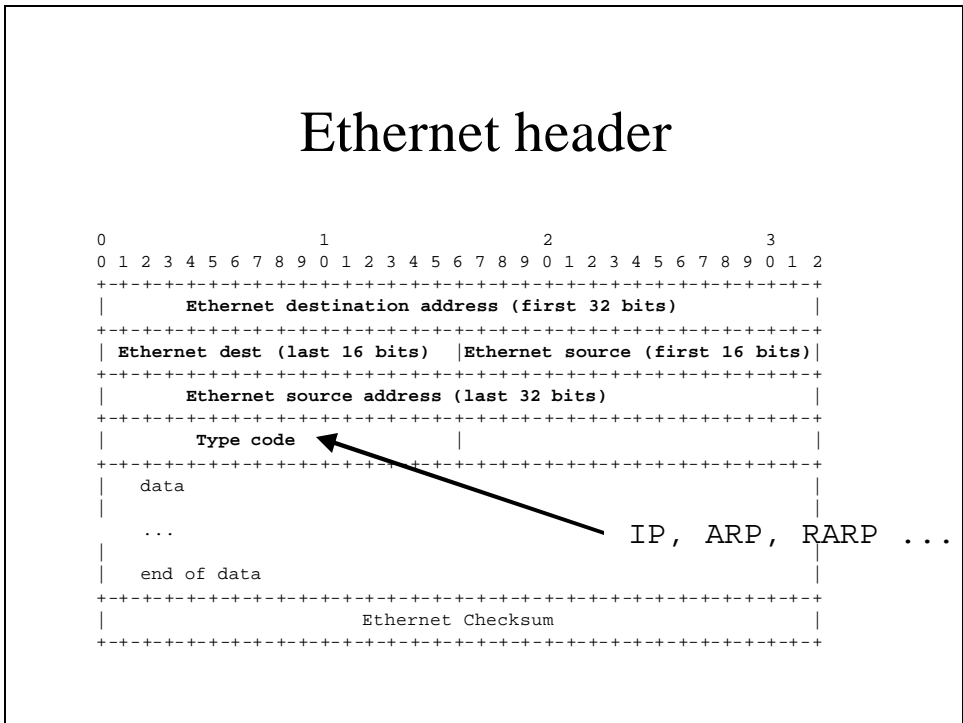 Ethernet header
0                   1                   2                   3
0 1 2 3 4 5 6 7 8 9 0 1 2 3 4 5 6 7 8 9 0 1 2 3 4 5 6 7 8 9 0 1 2
+-+-+-+-+-+-+-+-+-+-+-+-+-+-+-+-+-+-+-+-+-+-+-+-+-+-+-+-+-+-+-+-+
|       Ethernet destination address (first 32 bits)            |
+-+-+-+-+-+-+-+-+-+-+-+-+-+-+-+-+-+-+-+-+-+-+-+-+-+-+-+-+-+-+-+-+
| Ethernet dest (last 16 bits)  |Ethernet source (first 16 bits)|
+-+-+-+-+-+-+-+-+-+-+-+-+-+-+-+-+-+-+-+-+-+-+-+-+-+-+-+-+-+-+-+-+
|       Ethernet source address (last 32 bits)                  |
+-+-+-+-+-+-+-+-+-+-+-+-+-+-+-+-+-+-+-+-+-+-+-+-+-+-+-+-+-+-+-+-+
|        Type code              |                               |
+-+-+-+-+-+-+-+-+-+-+-+-+-+-+-+-+-+-+-+-+-+-+-+-+-+-+-+-+-+-+-+-+
|   data                                                        |
|                                                               |
    ...
IP, ARP, RARP ...
|                                                               |
|   end of data                                                 |
+-+-+-+-+-+-+-+-+-+-+-+-+-+-+-+-+-+-+-+-+-+-+-+-+-+-+-+-+-+-+-+-+
|                       Ethernet Checksum                       |
+-+-+-+-+-+-+-+-+-+-+-+-+-+-+-+-+-+-+-+-+-+-+-+-+-+-+-+-+-+-+-+-+